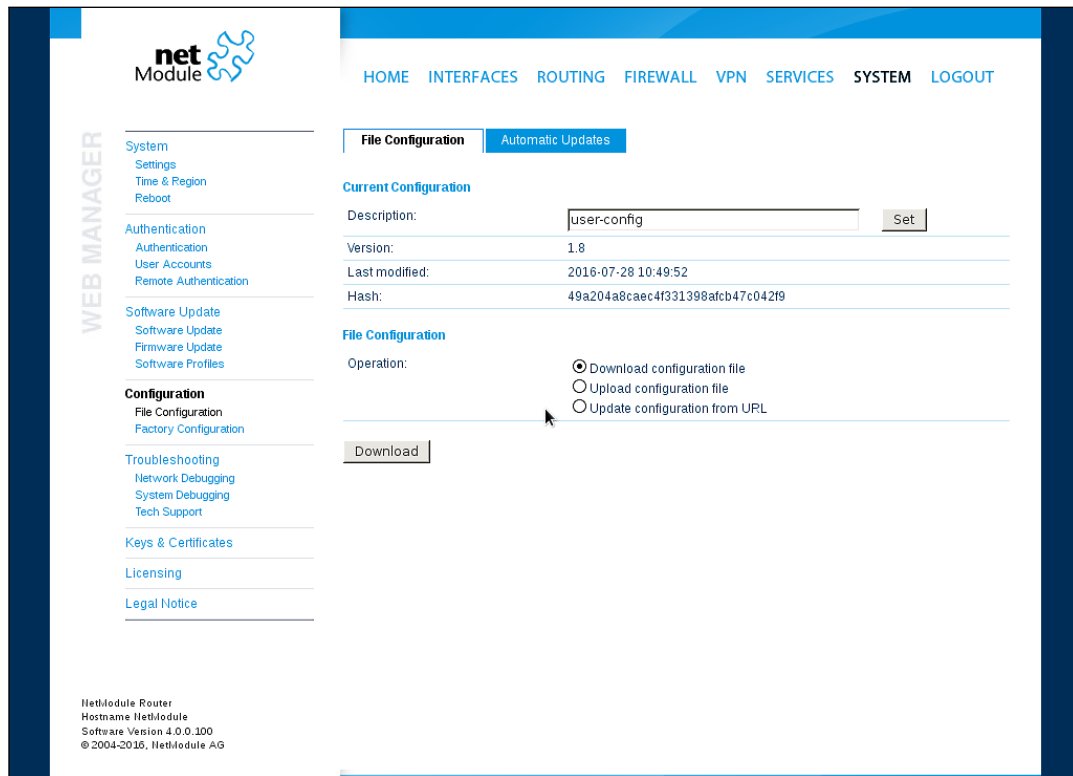 net
Module
HOME INTERFACES ROUTING FIREWALL VPN SERVICES SYSTEM LOGOUT
WEB MANAGER
System
Settings
Time & Region
Reboot
Authentication
Authentication
User Accounts
Remote Authentication
Software Update
Software Update
Firmware Update
Software Profiles
Configuration
File Configuration
Factory Configuration
Troubleshooting
Network Debugging
System Debugging
Tech Support
Keys & Certificates
Licensing
Legal Notice
File Configuration Automatic Updates
Current Configuration
Description: user-config Set
Version: 1.8
Last modified: 2016-07-28 10:49:52
Hash: 49a204a8caec4f331398afcb47c042f9
File Configuration
Operation: Download configuration file
Upload configuration file
Update configuration from URL
Download
NetModule Router
Hostname NetModule
Software Version 4.0.0.100
© 2004-2016, NetModule AG